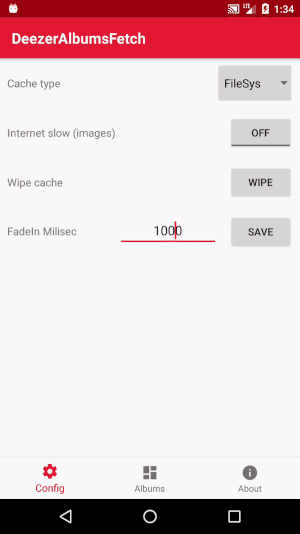 LTE 1:34
DeezerAlbumsFetch
Cache type FileSys
Internet slow (images) OFF
Wipe cache WIPE
FadeIn Milisec 1000 SAVE
Config Albums About